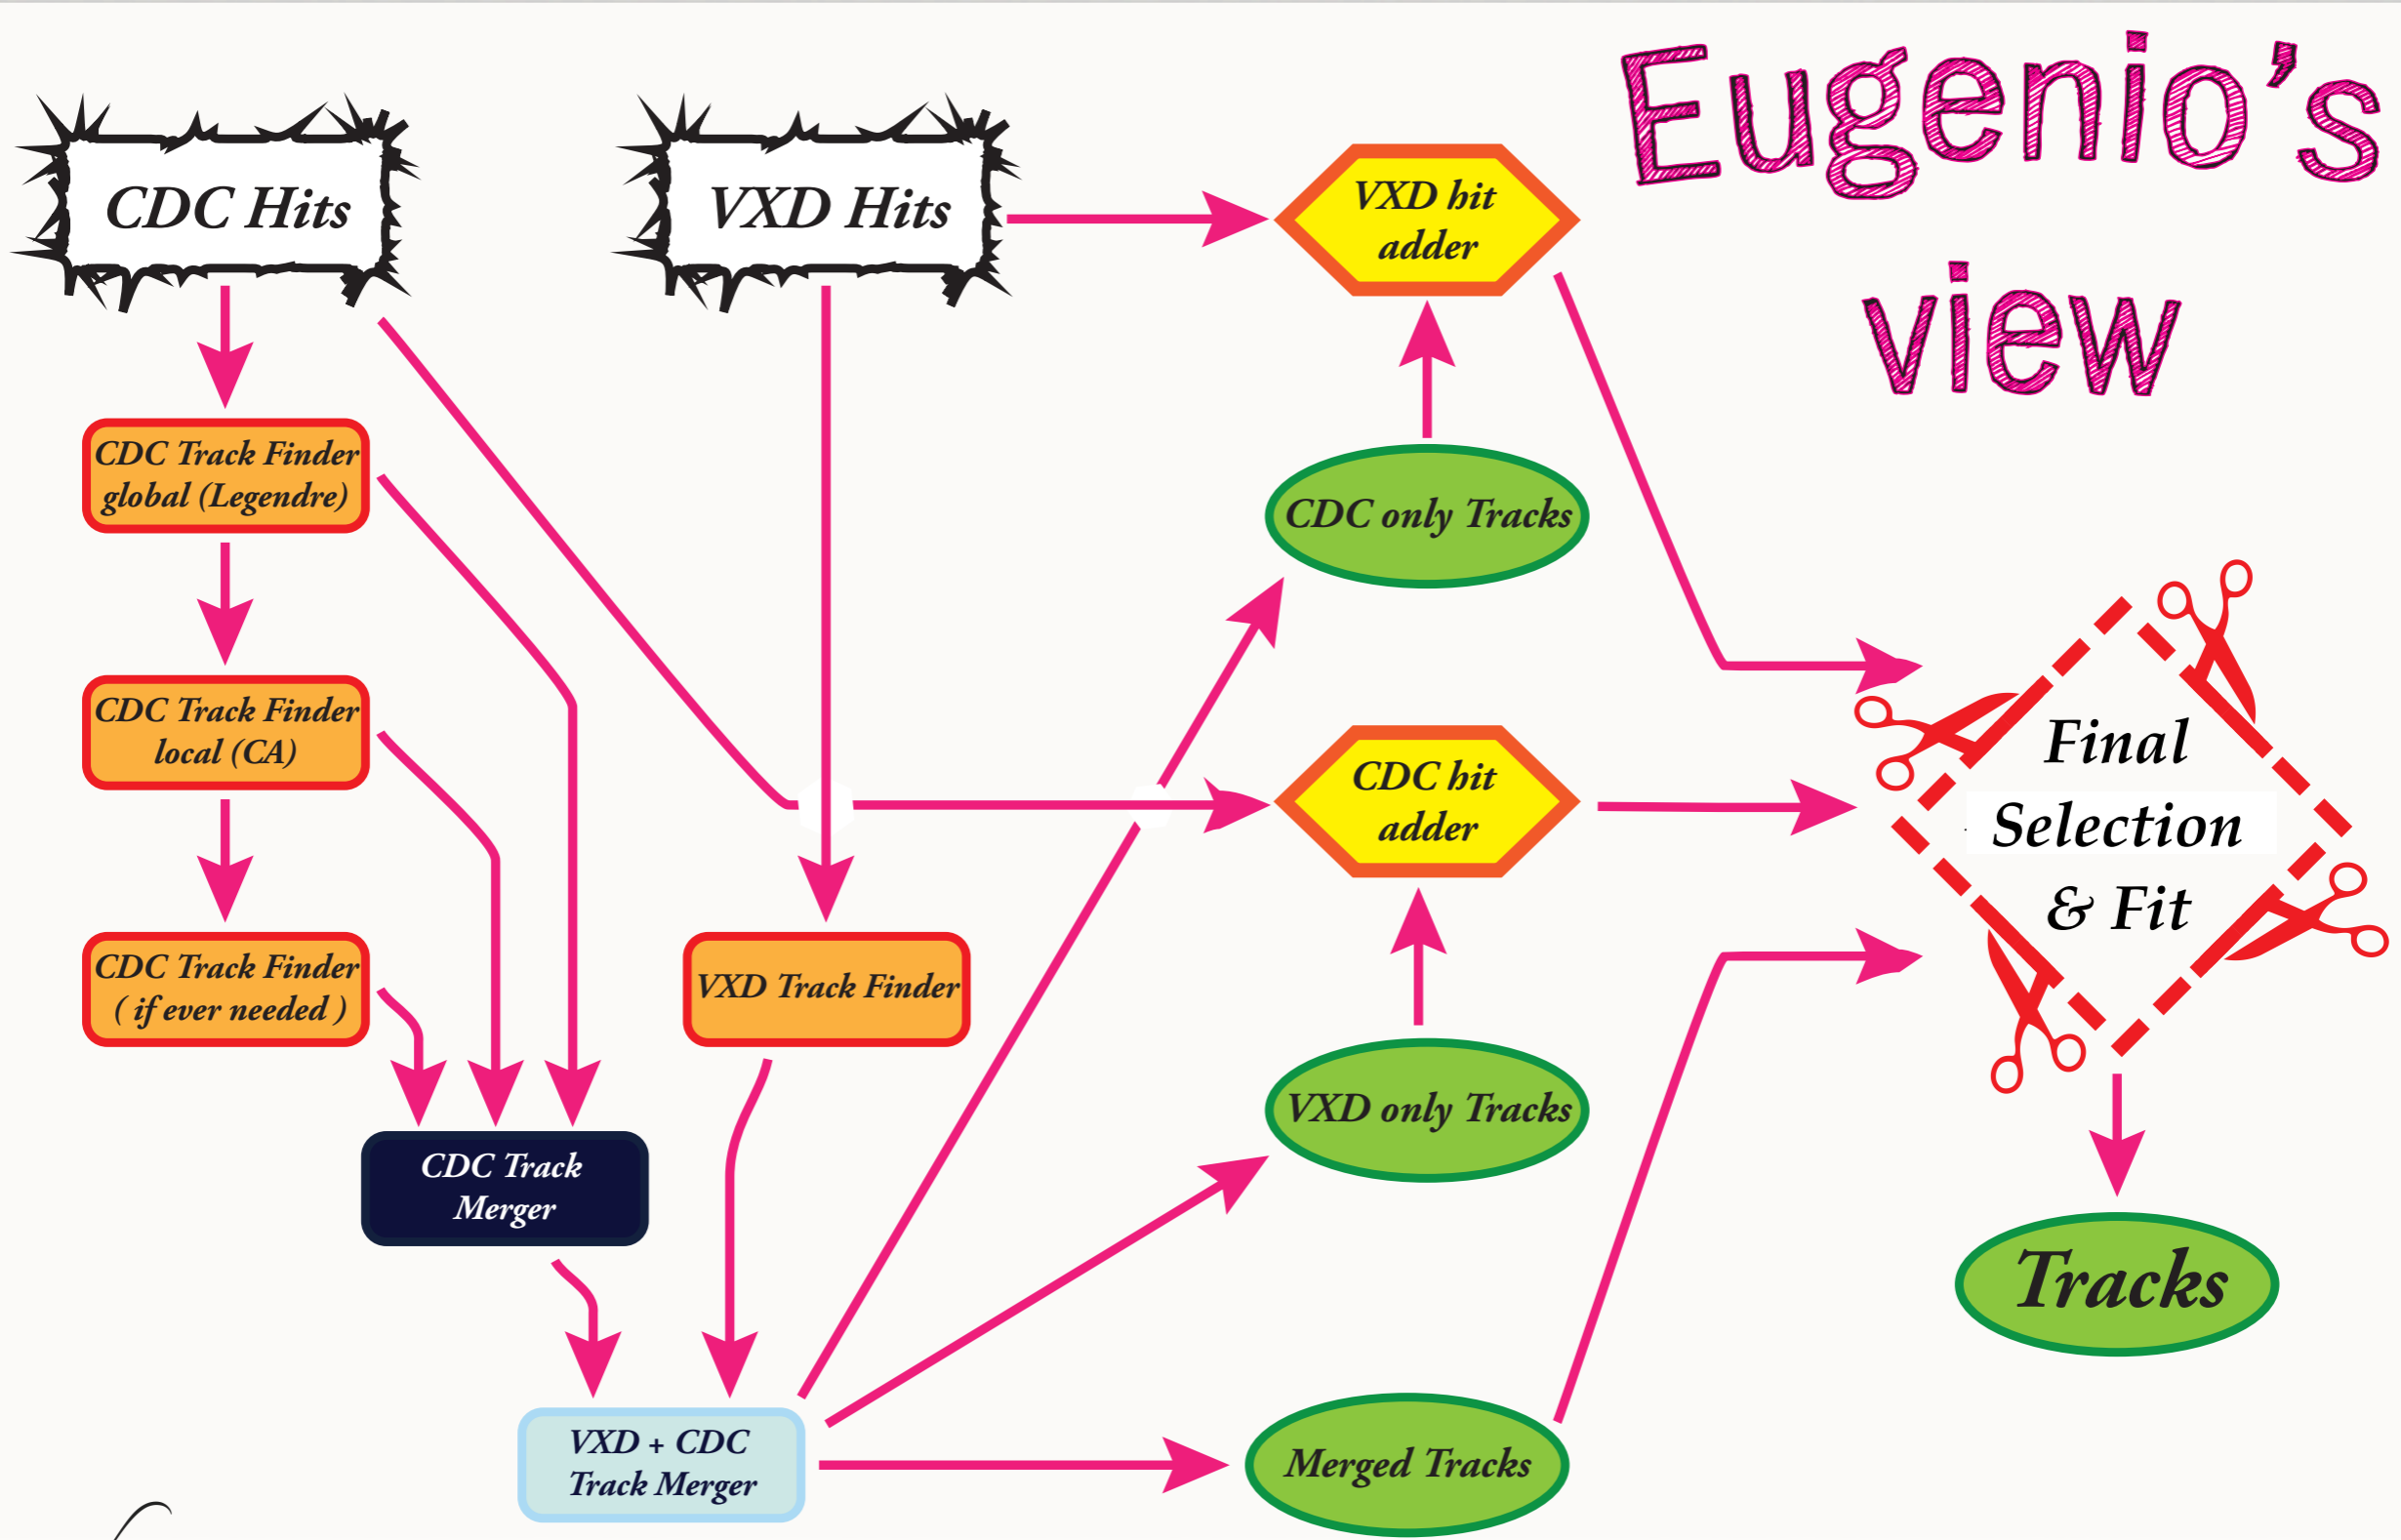 Eugenio's
view
CDC Hits
VXD Hits
VXD hit
adder
CDC Track Finder
global (Legendre)
CDC only Tracks
CDC Track Finder
local (CA)
CDC hit
adder
Final
Selection
& Fit
CDC Track Finder
( if ever needed )
VXD Track Finder
VXD only Tracks
CDC Track
Merger
Tracks
VXD + CDC
Track Merger
Merged Tracks